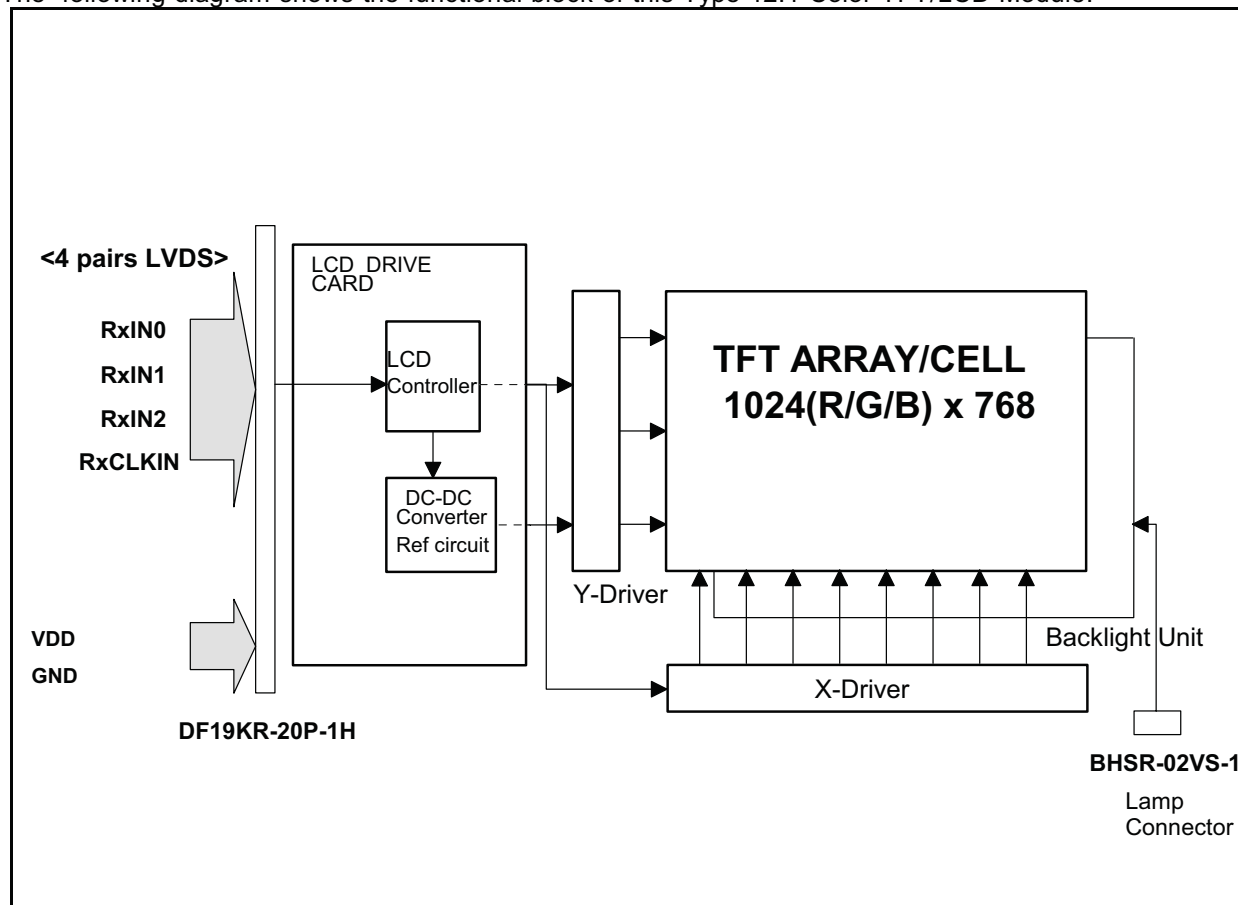 The following diagram shows the functional block of this Type 12.1 Color TFT/LCD Module:
<4 pairs LVDS>
RxIN0
RxIN1
RxIN2
RxCLKIN
VDD
GND
DF19KR-20P-1H
LCD DRIVE
CARD
LCD
Controller
DC-DC
Converter
Ref circuit
Y-Driver
TFT ARRAY/CELL
1024(R/G/B) x 768
Backlight Unit
X-Driver
BHSR-02VS-1
Lamp
Connector